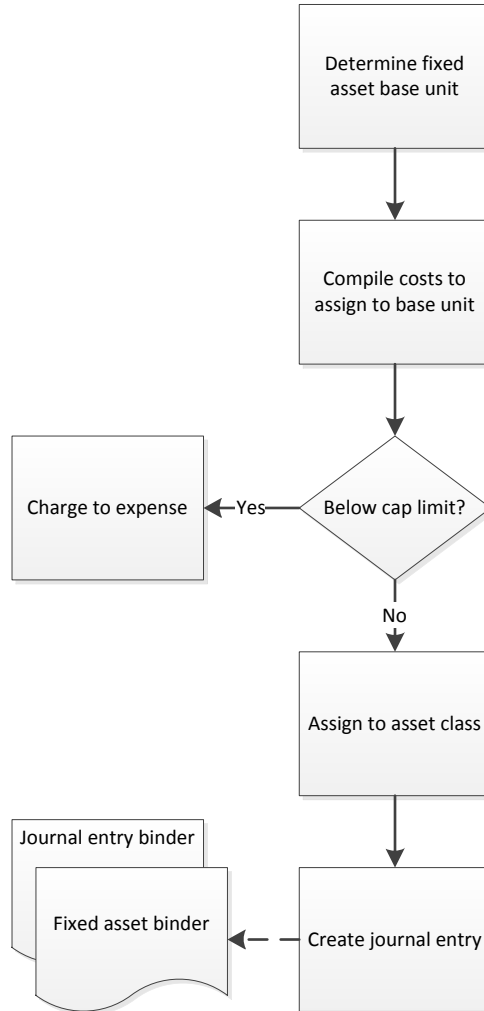 Determine fixed
asset base unit
Compile costs to
assign to base unit
Charge to expense
Yes
Below cap limit?
No
Assign to asset class
Journal entry binder
Fixed asset binder
Create journal entry